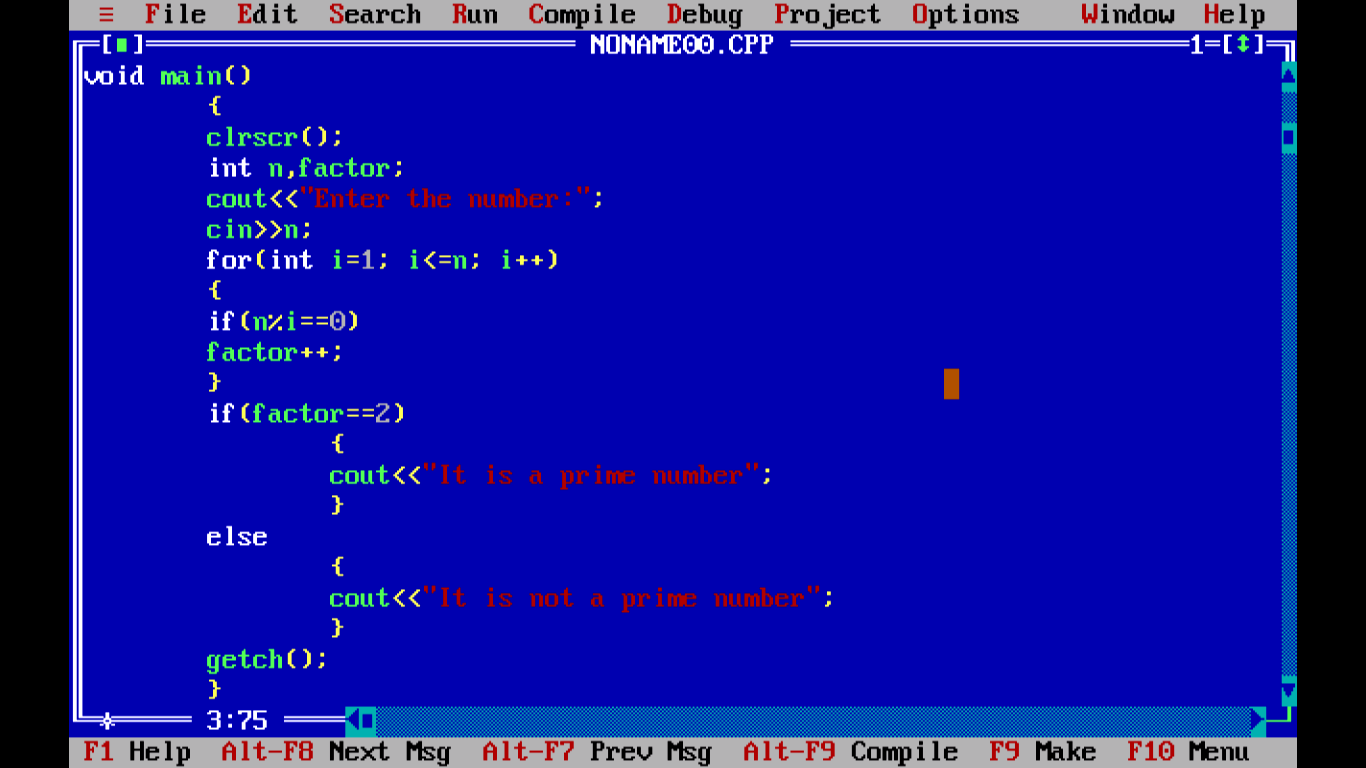 ≡ File Edit Search Run Compile Debug Project Options Window Help
[■] NONAME00.CPP 1=[↕]
void main()
{
clrscr();
int n,factor;
cout<<"Enter the number:";
cin>>n;
for(int i=1; i<=n; i++)
{
if(n%i==0)
factor++;
}
if(factor==2)
{
cout<<"It is a prime number";
}
else
{
cout<<"It is not a prime number";
}
getch();
}
3:75
F1 Help Alt-F8 Next Msg Alt-F7 Prev Msg Alt-F9 Compile F9 Make F10 Menu